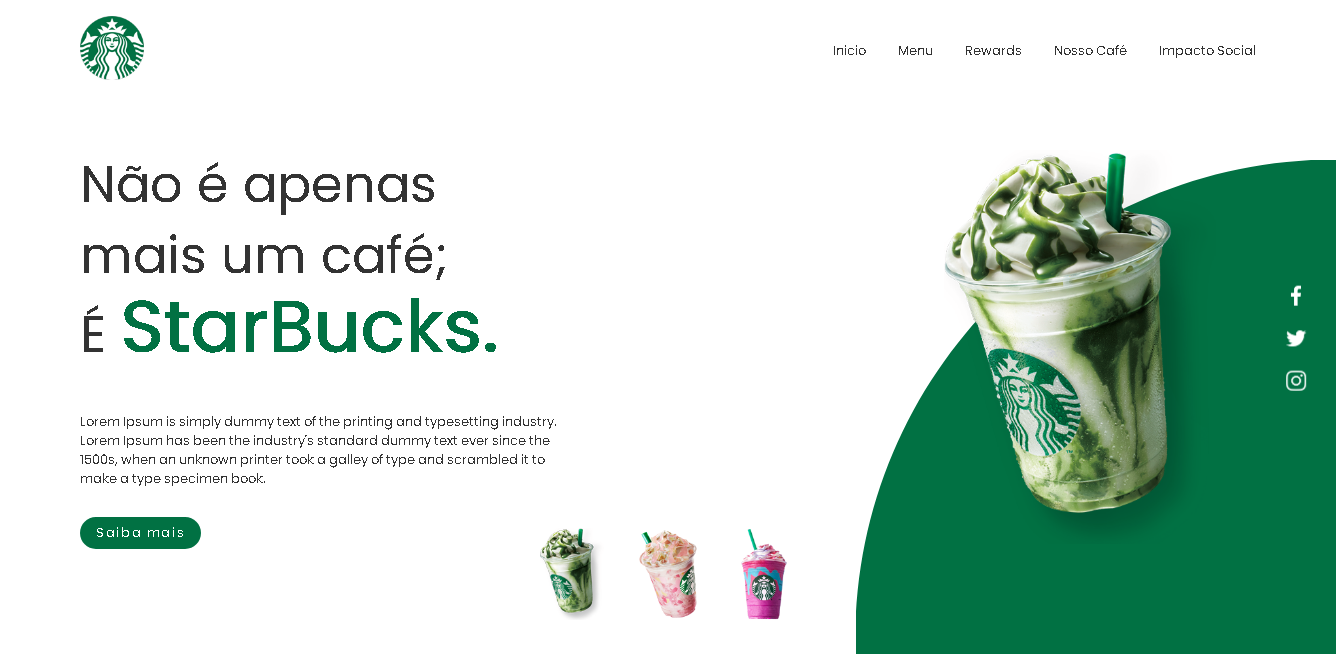 Inicio
Menu
Rewards
Nosso Café
Impacto Social
Não é apenas
mais um café;
É StarBucks.
Lorem Ipsum is simply dummy text of the printing and typesetting industry.
Lorem Ipsum has been the industry's standard dummy text ever since the
1500s, when an unknown printer took a galley of type and scrambled it to
make a type specimen book.
Saiba mais